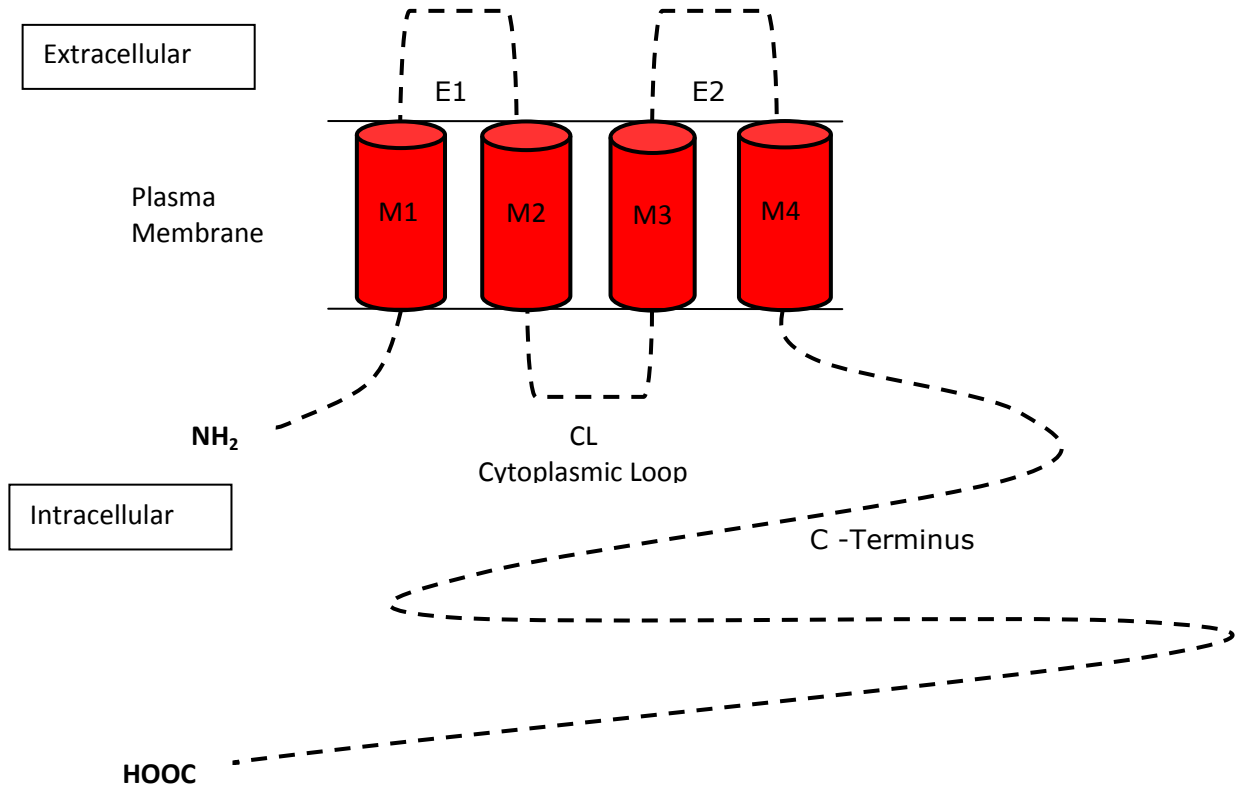 Extracellular
E1
E2
Plasma
Membrane
M1
M2
M3
M4
NH₂
CL
Cytoplasmic Loop
Intracellular
C -Terminus
HOOC